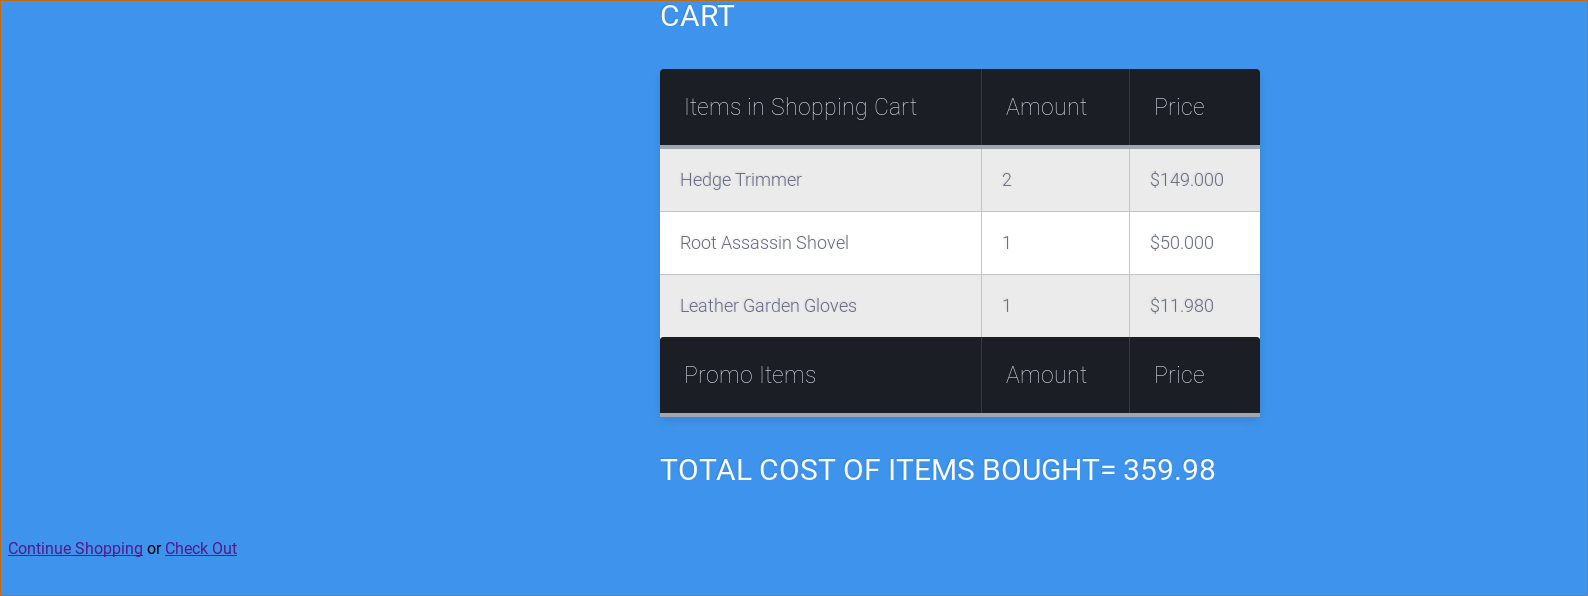 CART
Items in Shopping Cart Amount Price
Hedge Trimmer 2 $149.000
Root Assassin Shovel 1 $50.000
Leather Garden Gloves 1 $11.980
Promo Items Amount Price
TOTAL COST OF ITEMS BOUGHT= 359.98
Continue Shopping or Check Out